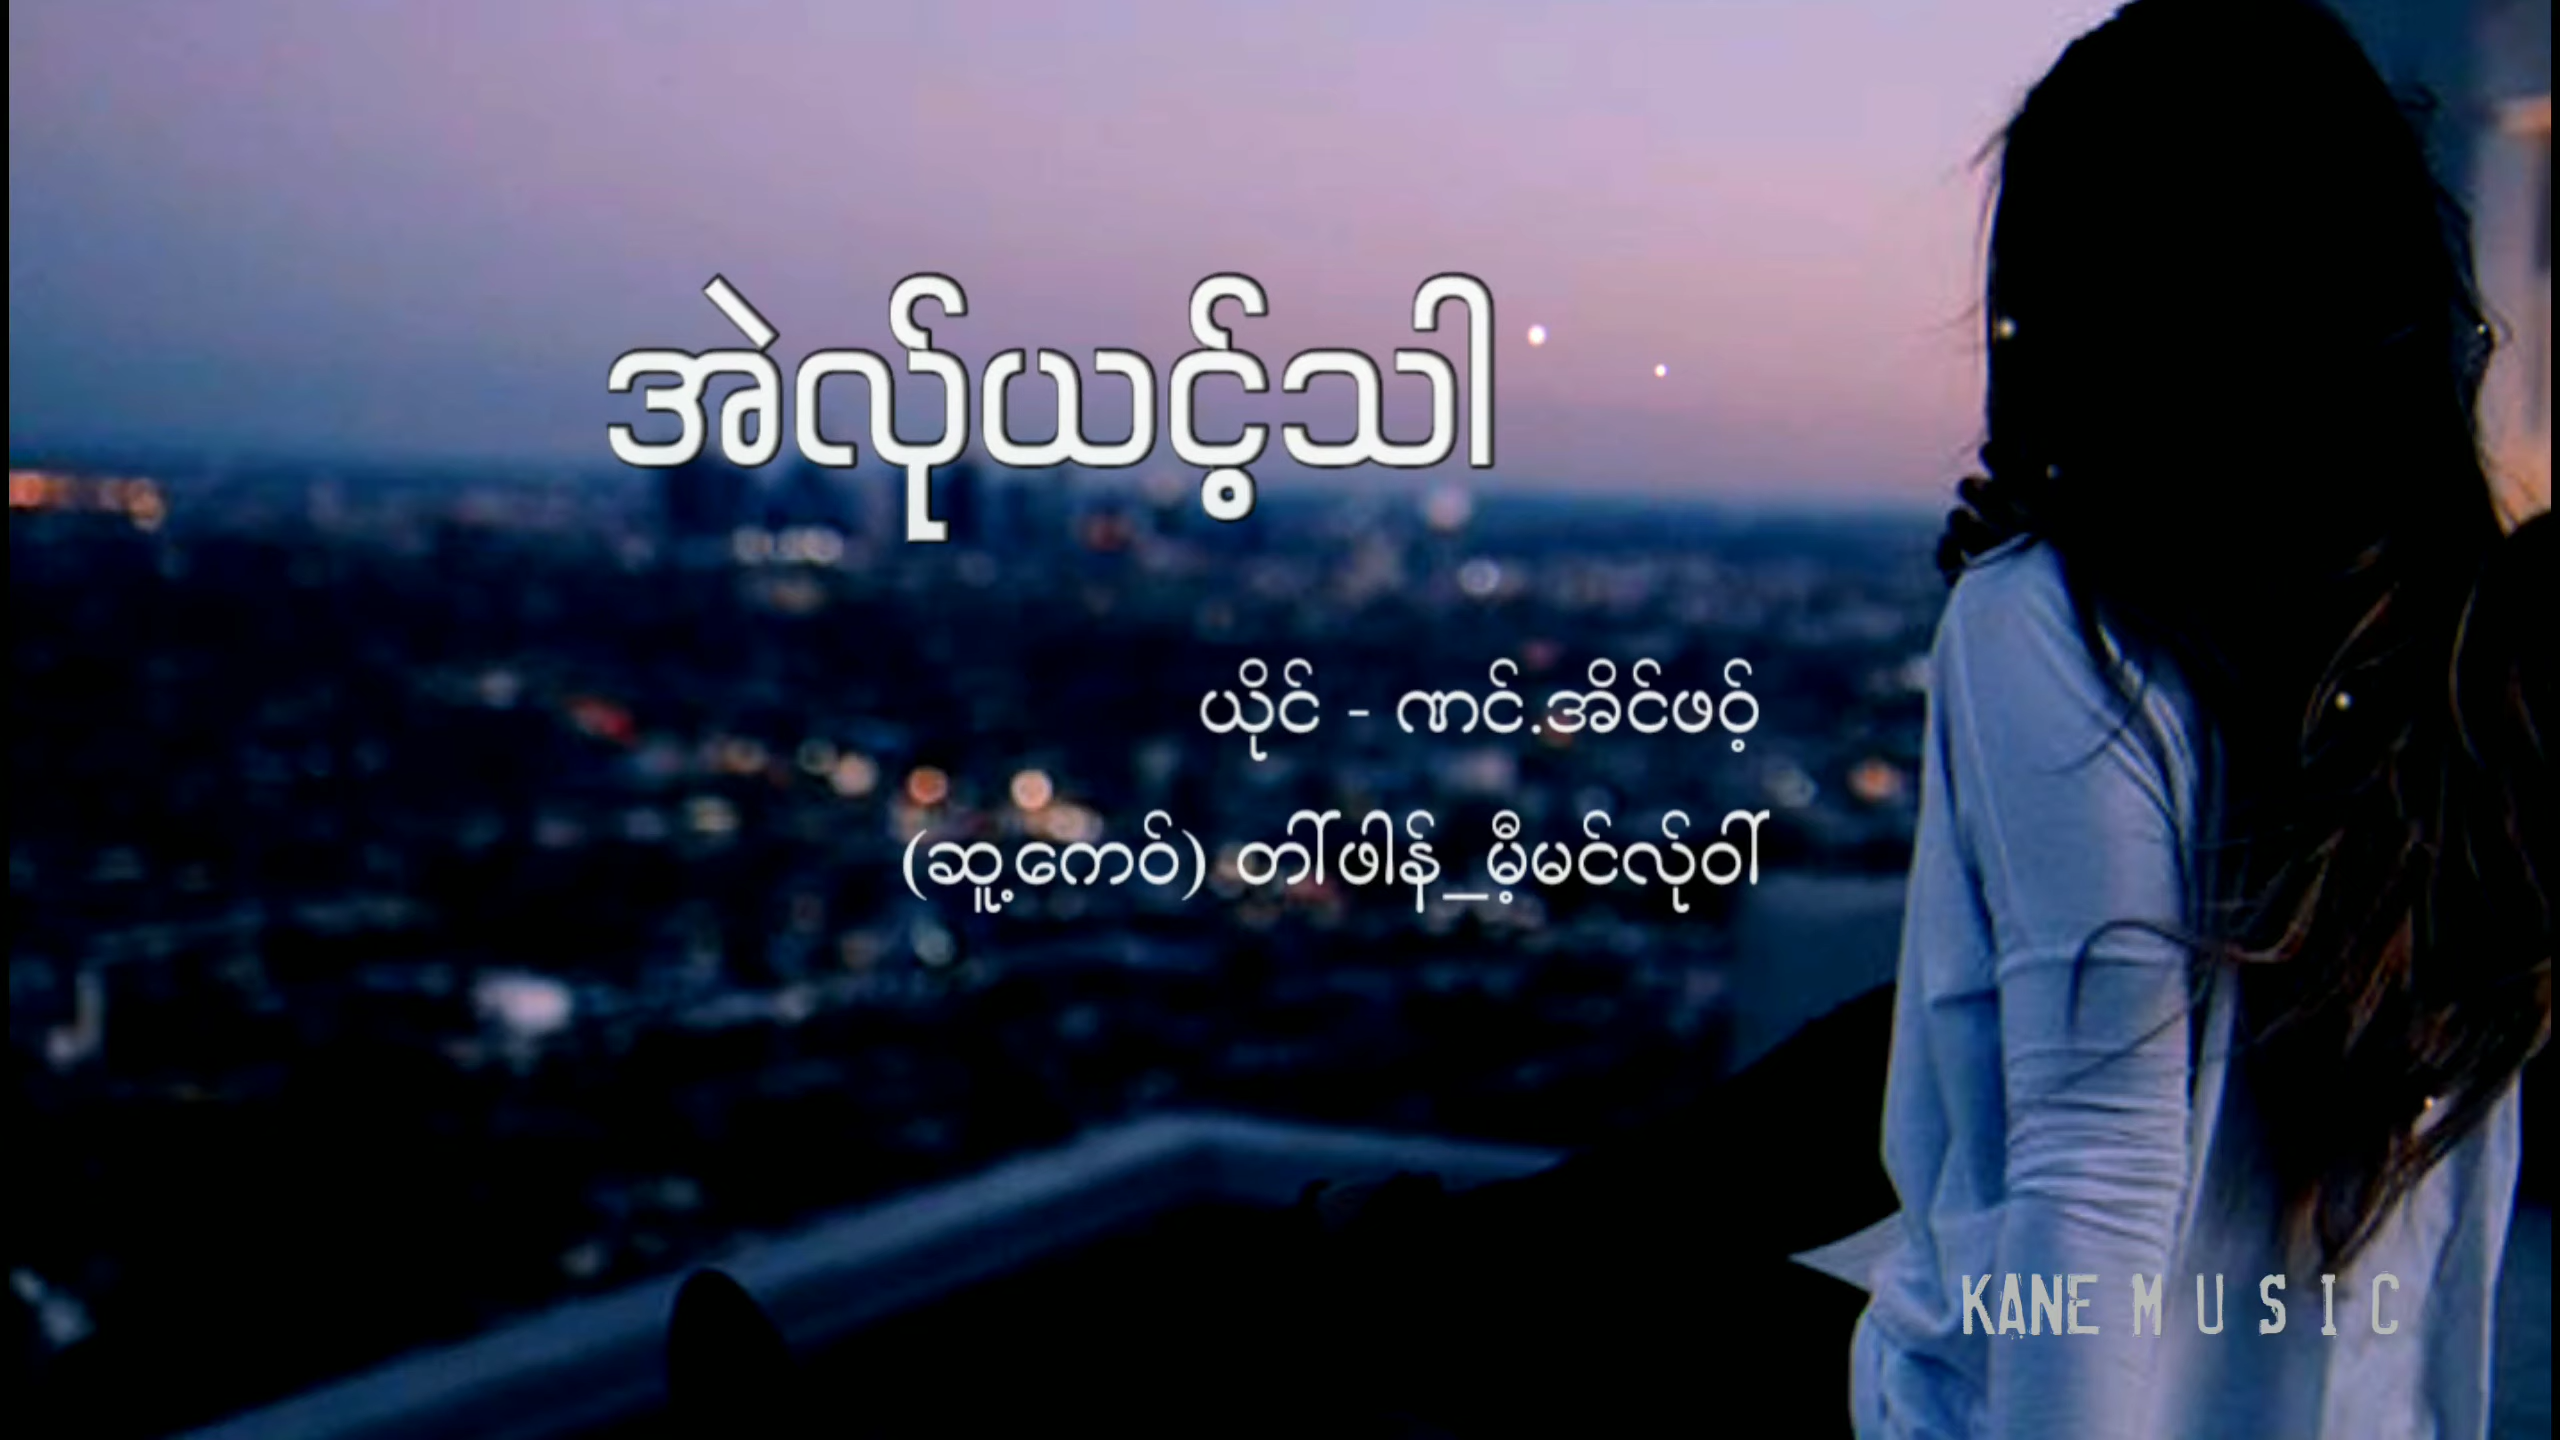 အဲလ်ုယင့်သါ
ယိုင် - ဏင်.အိင်ဖဝ့်
(ဆူ့ကေဝ်) တၢ်ဖါန်_မီ့မင်လ်ုဝၢ်
KANE MUSIC